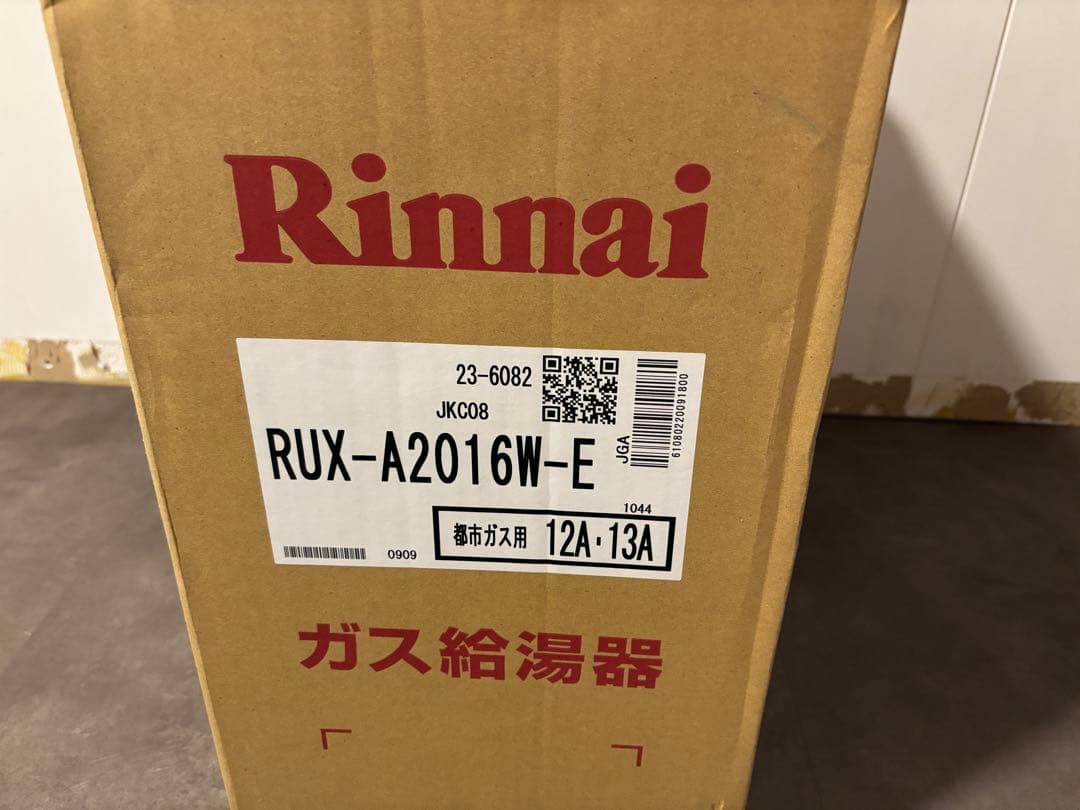 Rinnai
23-6082
JKC08
RUX-A2016W-E
JGA
61080220091800
1044
都市ガス用 12A・13A
0909
ガス給湯器